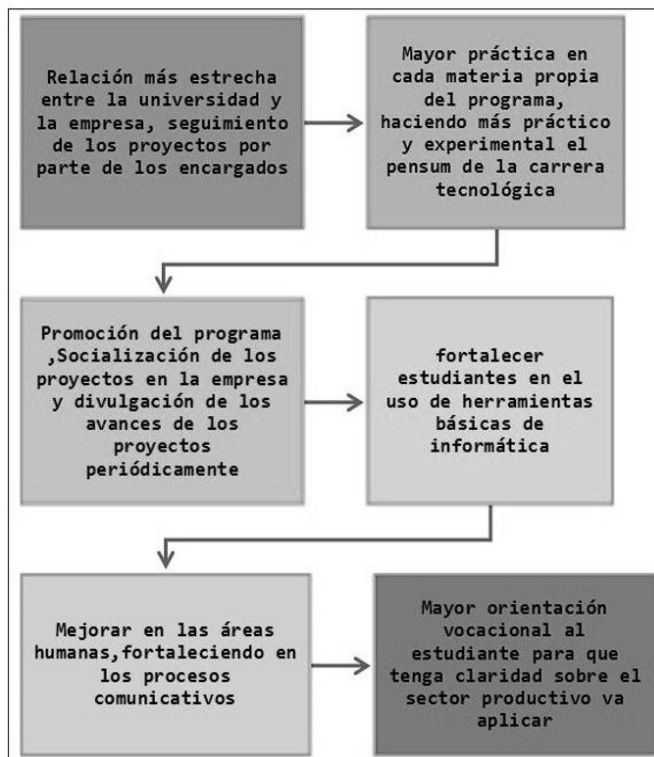 Relación más estrecha
entre la universidad y
la empresa, seguimiento
de los proyectos por
parte de los encargados
Mayor práctica en
cada materia propia
del programa,
haciendo más práctico
y experimental el
pensum de la carrera
tecnológica
Promoción del programa
,Socialización de los
proyectos en la empresa
y divulgación de los
avances de los
proyectos
periódicamente
fortalecer
estudiantes en el
uso de herramientas
básicas de
informática
Mejorar en las áreas
humanas,fortaleciendo en
los procesos
comunicativos
Mayor orientación
vocacional al
estudiante para que
tenga claridad sobre el
sector productivo va
aplicar